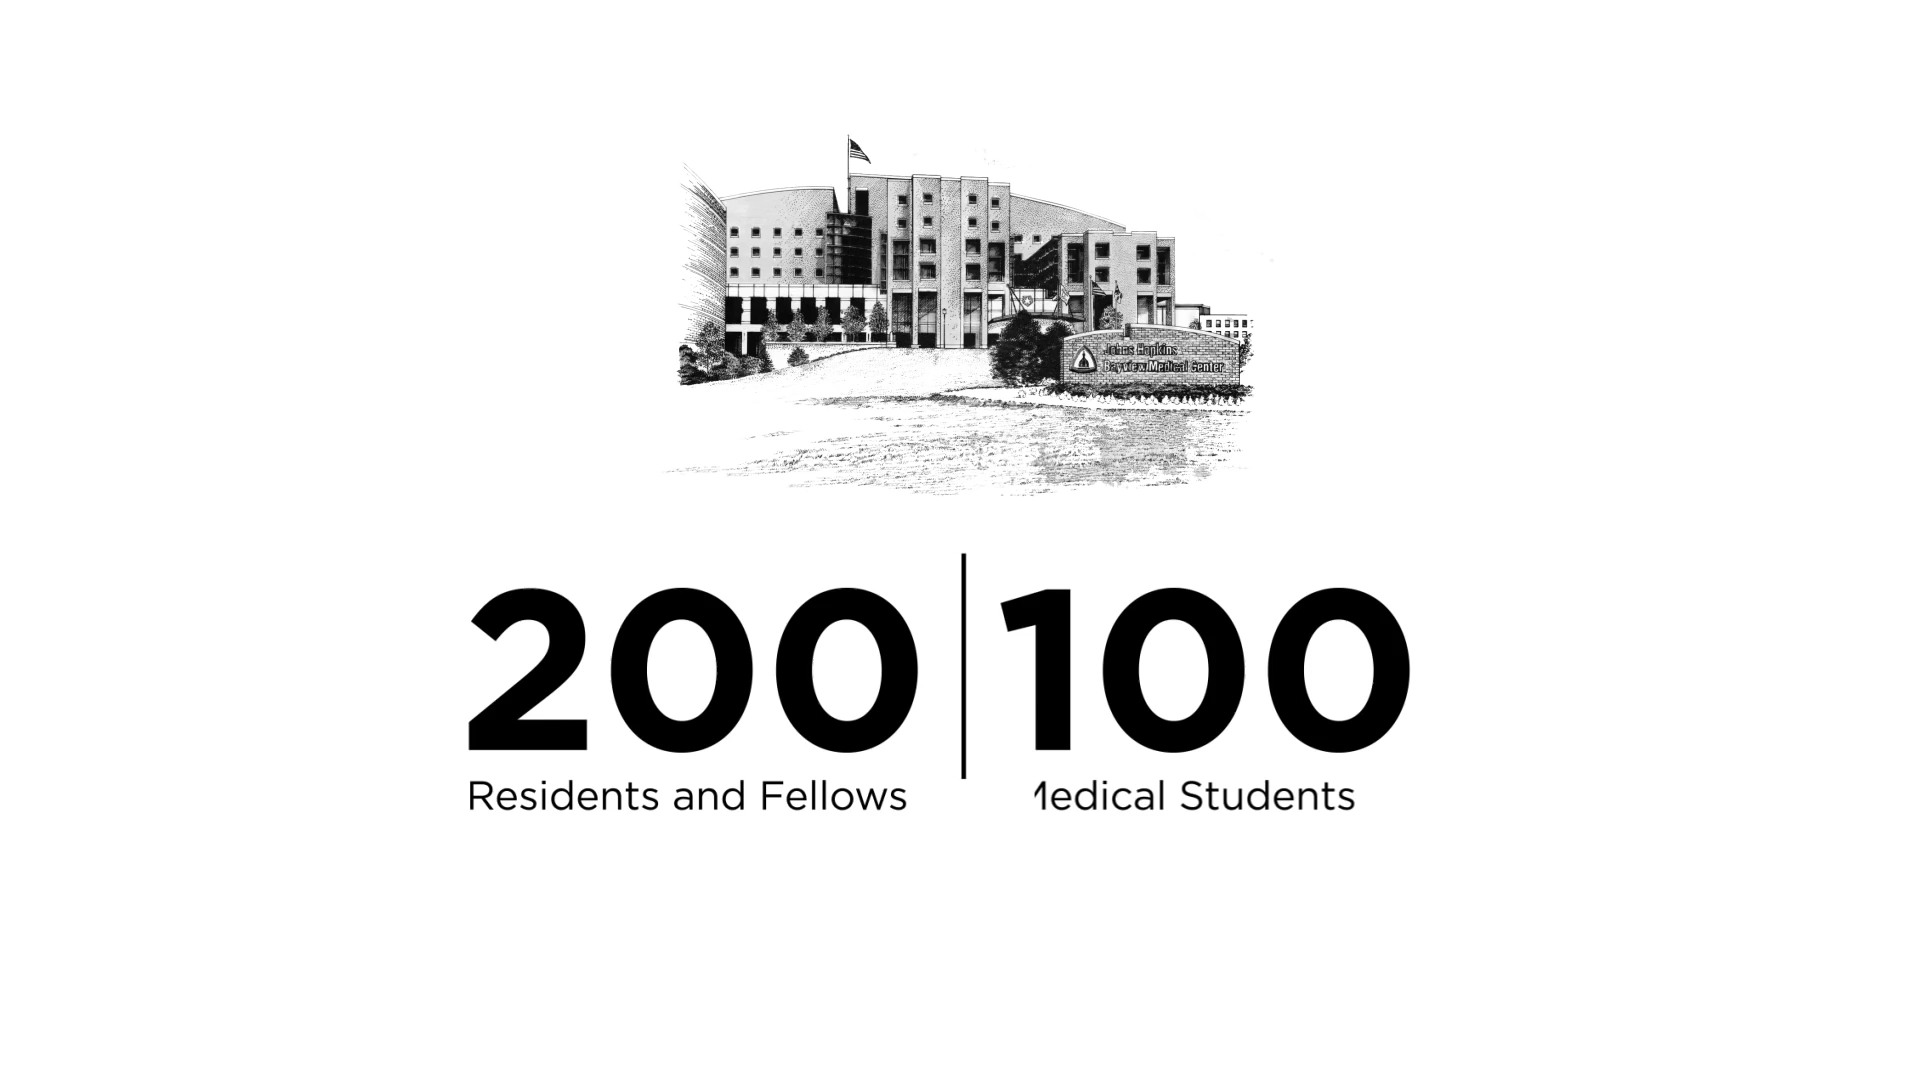 Johns Hopkins
Bayview Medical Center
200
100
Residents and Fellows
edical Students